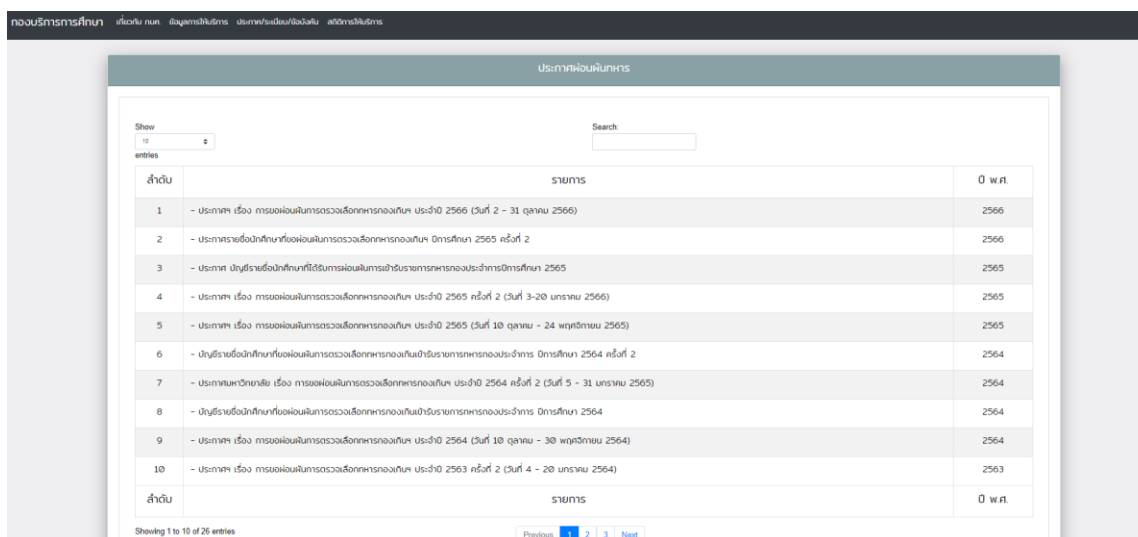 กองบริการการศึกษา เกี่ยวกับ กบศ. ข้อมูลการให้บริการ ประกาศ/ระเบียบ/ข้อบังคับ สถิติการให้บริการ
ประกาศผ่อนผันทหาร
Show
10
entries
Search:
ลำดับ รายการ ปี พ.ศ.
1 - ประกาศฯ เรื่อง การขอผ่อนผันการตรวจเลือกทหารกองเกินฯ ประจำปี 2566 (วันที่ 2 - 31 ตุลาคม 2566) 2566
2 - ประกาศรายชื่อนักศึกษาที่ขอผ่อนผันการตรวจเลือกทหารกองเกินฯ ปีการศึกษา 2565 ครั้งที่ 2 2566
3 - ประกาศ บัญชีรายชื่อนักศึกษาที่ได้รับการผ่อนผันการเข้ารับราชการทหารกองประจำการปีการศึกษา 2565 2565
4 - ประกาศฯ เรื่อง การขอผ่อนผันการตรวจเลือกทหารกองเกินฯ ประจำปี 2565 ครั้งที่ 2 (วันที่ 3-20 มกราคม 2566) 2565
5 - ประกาศฯ เรื่อง การขอผ่อนผันการตรวจเลือกทหารกองเกินฯ ประจำปี 2565 (วันที่ 10 ตุลาคม - 24 พฤศจิกายน 2565) 2565
6 - บัญชีรายชื่อนักศึกษาที่ขอผ่อนผันการตรวจเลือกทหารกองเกินเข้ารับราชการทหารกองประจำการ ปีการศึกษา 2564 ครั้งที่ 2 2564
7 - ประกาศมหาวิทยาลัย เรื่อง การขอผ่อนผันการตรวจเลือกทหารกองเกินฯ ประจำปี 2564 ครั้งที่ 2 (วันที่ 5 - 31 มกราคม 2565) 2564
8 - บัญชีรายชื่อนักศึกษาที่ขอผ่อนผันการตรวจเลือกทหารกองเกินเข้ารับราชการทหารกองประจำการ ปีการศึกษา 2564 2564
9 - ประกาศฯ เรื่อง การขอผ่อนผันการตรวจเลือกทหารกองเกินฯ ประจำปี 2564 (วันที่ 10 ตุลาคม - 30 พฤศจิกายน 2564) 2564
10 - ประกาศฯ เรื่อง การขอผ่อนผันการตรวจเลือกทหารกองเกินฯ ประจำปี 2563 ครั้งที่ 2 (วันที่ 4 - 20 มกราคม 2564) 2563
ลำดับ รายการ ปี พ.ศ.
Showing 1 to 10 of 26 entries
Previous 1 2 3 Next